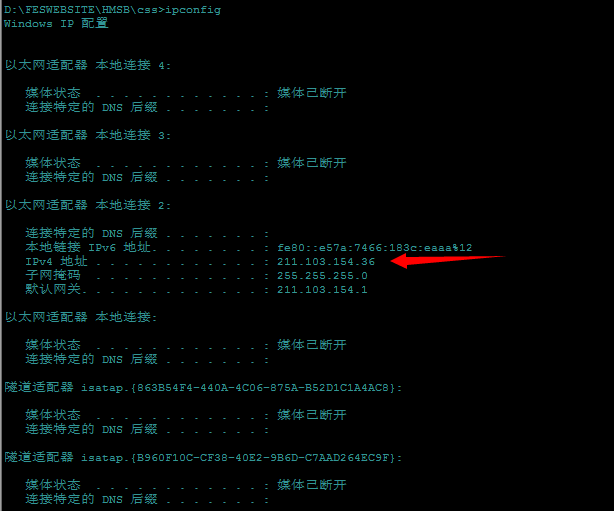 D:\FESWEBSITE\HMSB\css>ipconfig
Windows IP 配置
以太网适配器 本地连接 4:
媒体状态 . . . . . . . . . . . . : 媒体已断开
连接特定的 DNS 后缀 . . . . . . . :
以太网适配器 本地连接 3:
媒体状态 . . . . . . . . . . . . : 媒体已断开
连接特定的 DNS 后缀 . . . . . . . :
以太网适配器 本地连接 2:
连接特定的 DNS 后缀 . . . . . . . :
本地链接 IPv6 地址. . . . . . . . : fe80::e57a:7466:183c:eaaa%12
IPv4 地址 . . . . . . . . . . . . : 211.103.154.36
子网掩码 . . . . . . . . . . . . : 255.255.255.0
默认网关. . . . . . . . . . . . . : 211.103.154.1
以太网适配器 本地连接:
媒体状态 . . . . . . . . . . . . : 媒体已断开
连接特定的 DNS 后缀 . . . . . . . :
隧道适配器 isatap.{863B54F4-440A-4C06-875A-B52D1C1A4AC8}:
媒体状态 . . . . . . . . . . . . : 媒体已断开
连接特定的 DNS 后缀 . . . . . . . :
隧道适配器 isatap.{B960F10C-CF38-40E2-9B6D-C7AAD264EC9F}:
媒体状态 . . . . . . . . . . . . : 媒体已断开
连接特定的 DNS 后缀 . . . . . . . :